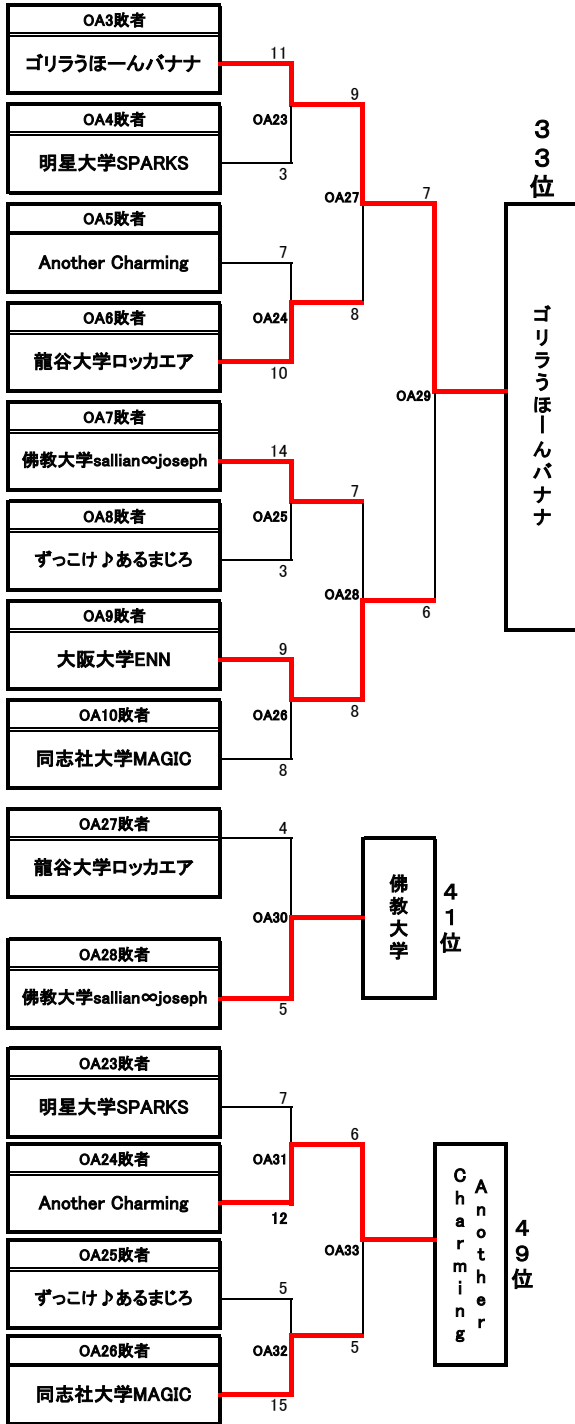 OA3敗者
ゴリラうほーんバナナ
11
9
OA4敗者
OA23
明星大学SPARKS
3
33位
OA27
7
OA5敗者
Another Charming
7
OA6敗者
OA24
8
龍谷大学ロッカエア
10
ゴリラうほーんバナナ
OA29
OA7敗者
佛教大学sallian∞joseph
14
7
OA8敗者
OA25
ずっこけ♪あるまじろ
3
OA28
6
OA9敗者
大阪大学ENN
9
OA10敗者
OA26
8
同志社大学MAGIC
8
OA27敗者
4
龍谷大学ロッカエア
OA30
佛教大学
41位
OA28敗者
佛教大学sallian∞joseph
5
OA23敗者
明星大学SPARKS
7
6
OA24敗者
OA31
Another Charming
12
Another
Charming
49位
OA33
OA25敗者
ずっこけ♪あるまじろ
5
OA26敗者
OA32
5
同志社大学MAGIC
15